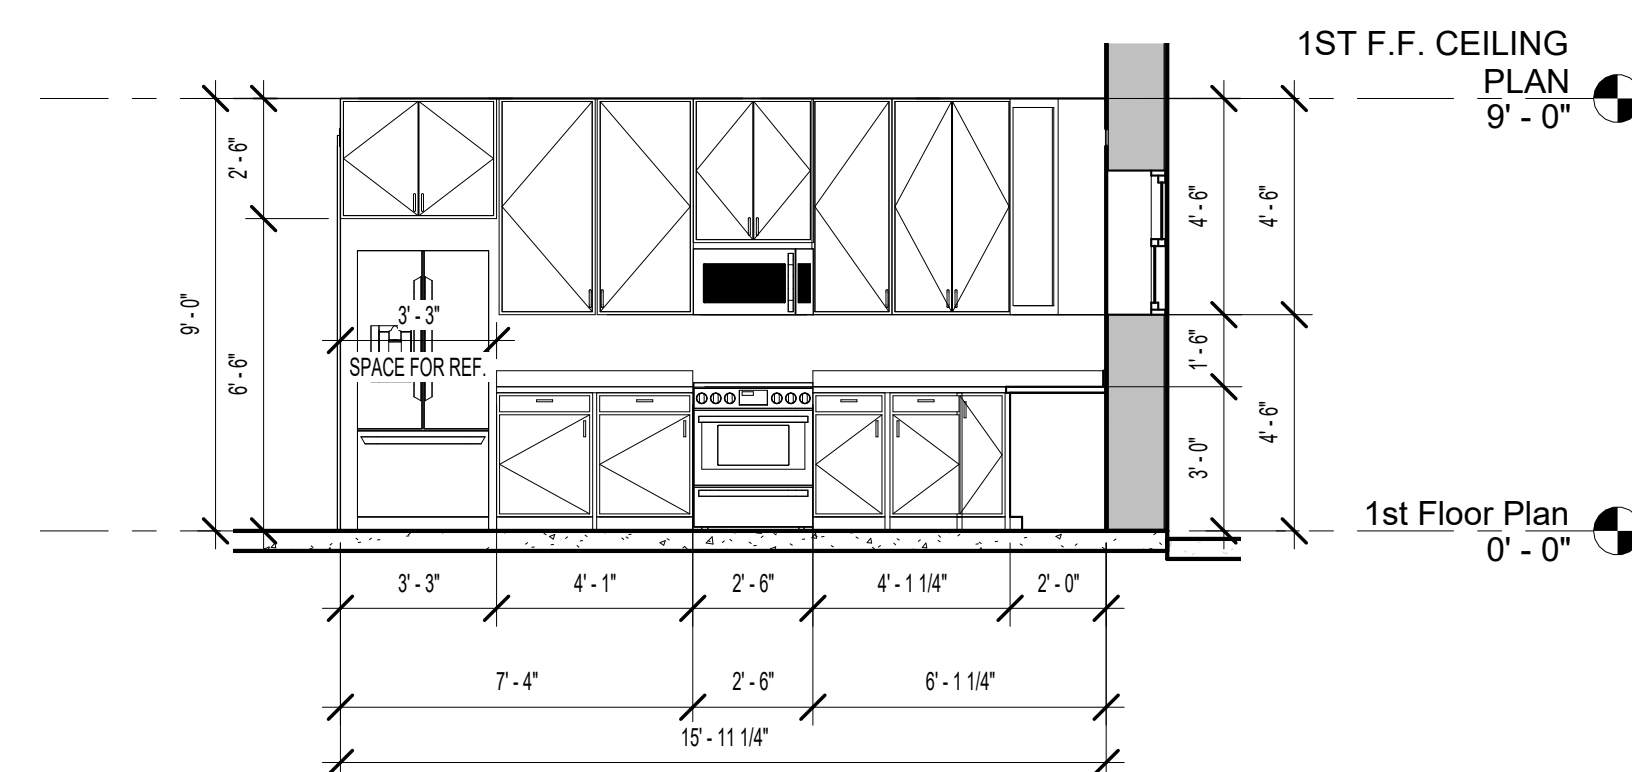 1ST F.F. CEILING
PLAN
9' - 0"
2' - 6"
4' - 6"
4' - 6"
9' - 0"
3' - 3"
SPACE FOR REF.
6' - 6"
1' - 6"
4' - 6"
3' - 0"
1st Floor Plan
0' - 0"
3' - 3"
4' - 1"
2' - 6"
4' - 1 1/4"
2' - 0"
7' - 4"
2' - 6"
6' - 1 1/4"
15' - 11 1/4"